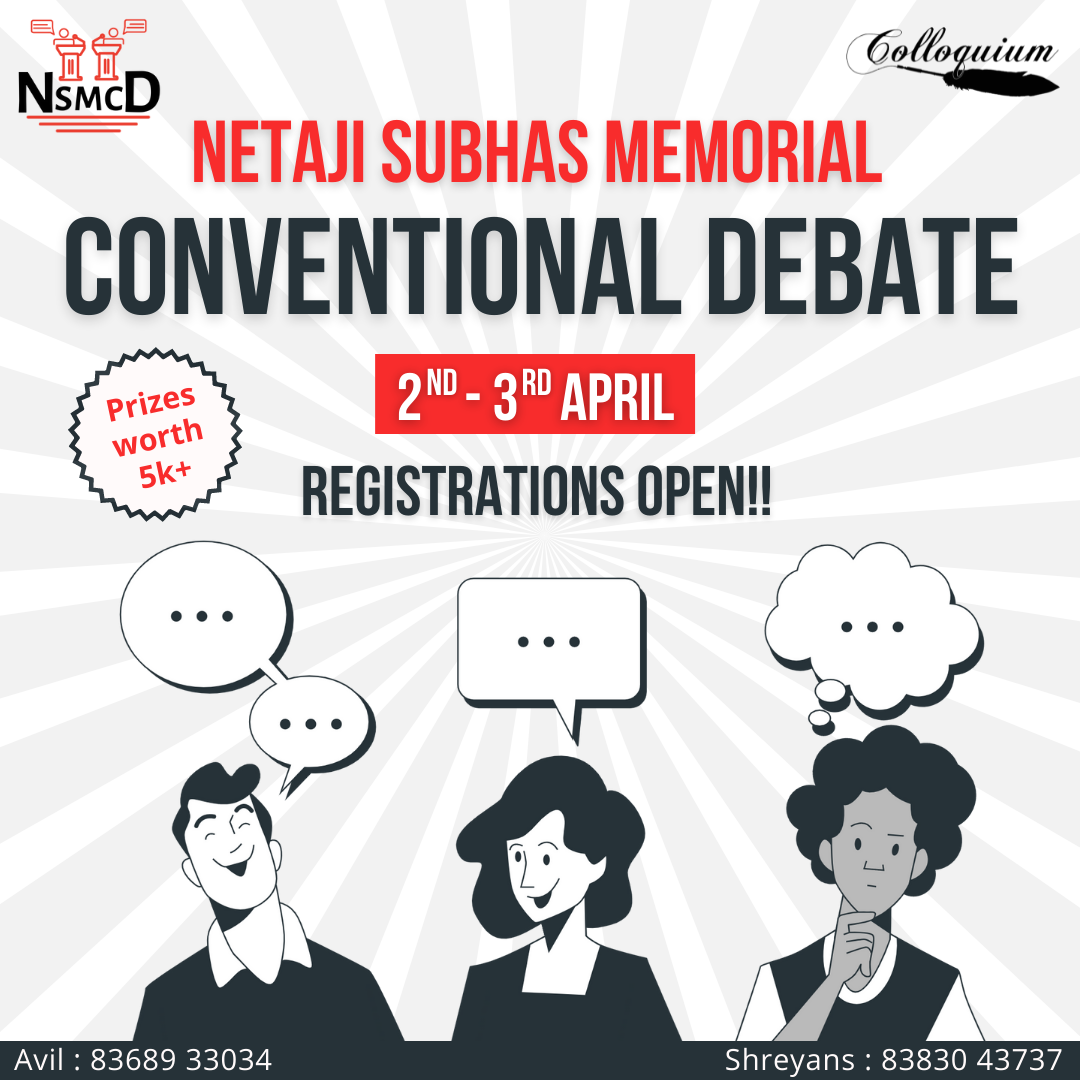 NSMCD
Colloquium
NETAJI SUBHAS MEMORIAL
CONVENTIONAL DEBATE
2ND - 3RD APRIL
Prizes
worth
5k+
REGISTRATIONS OPEN!!
Avil : 83689 33034
Shreyans : 83830 43737